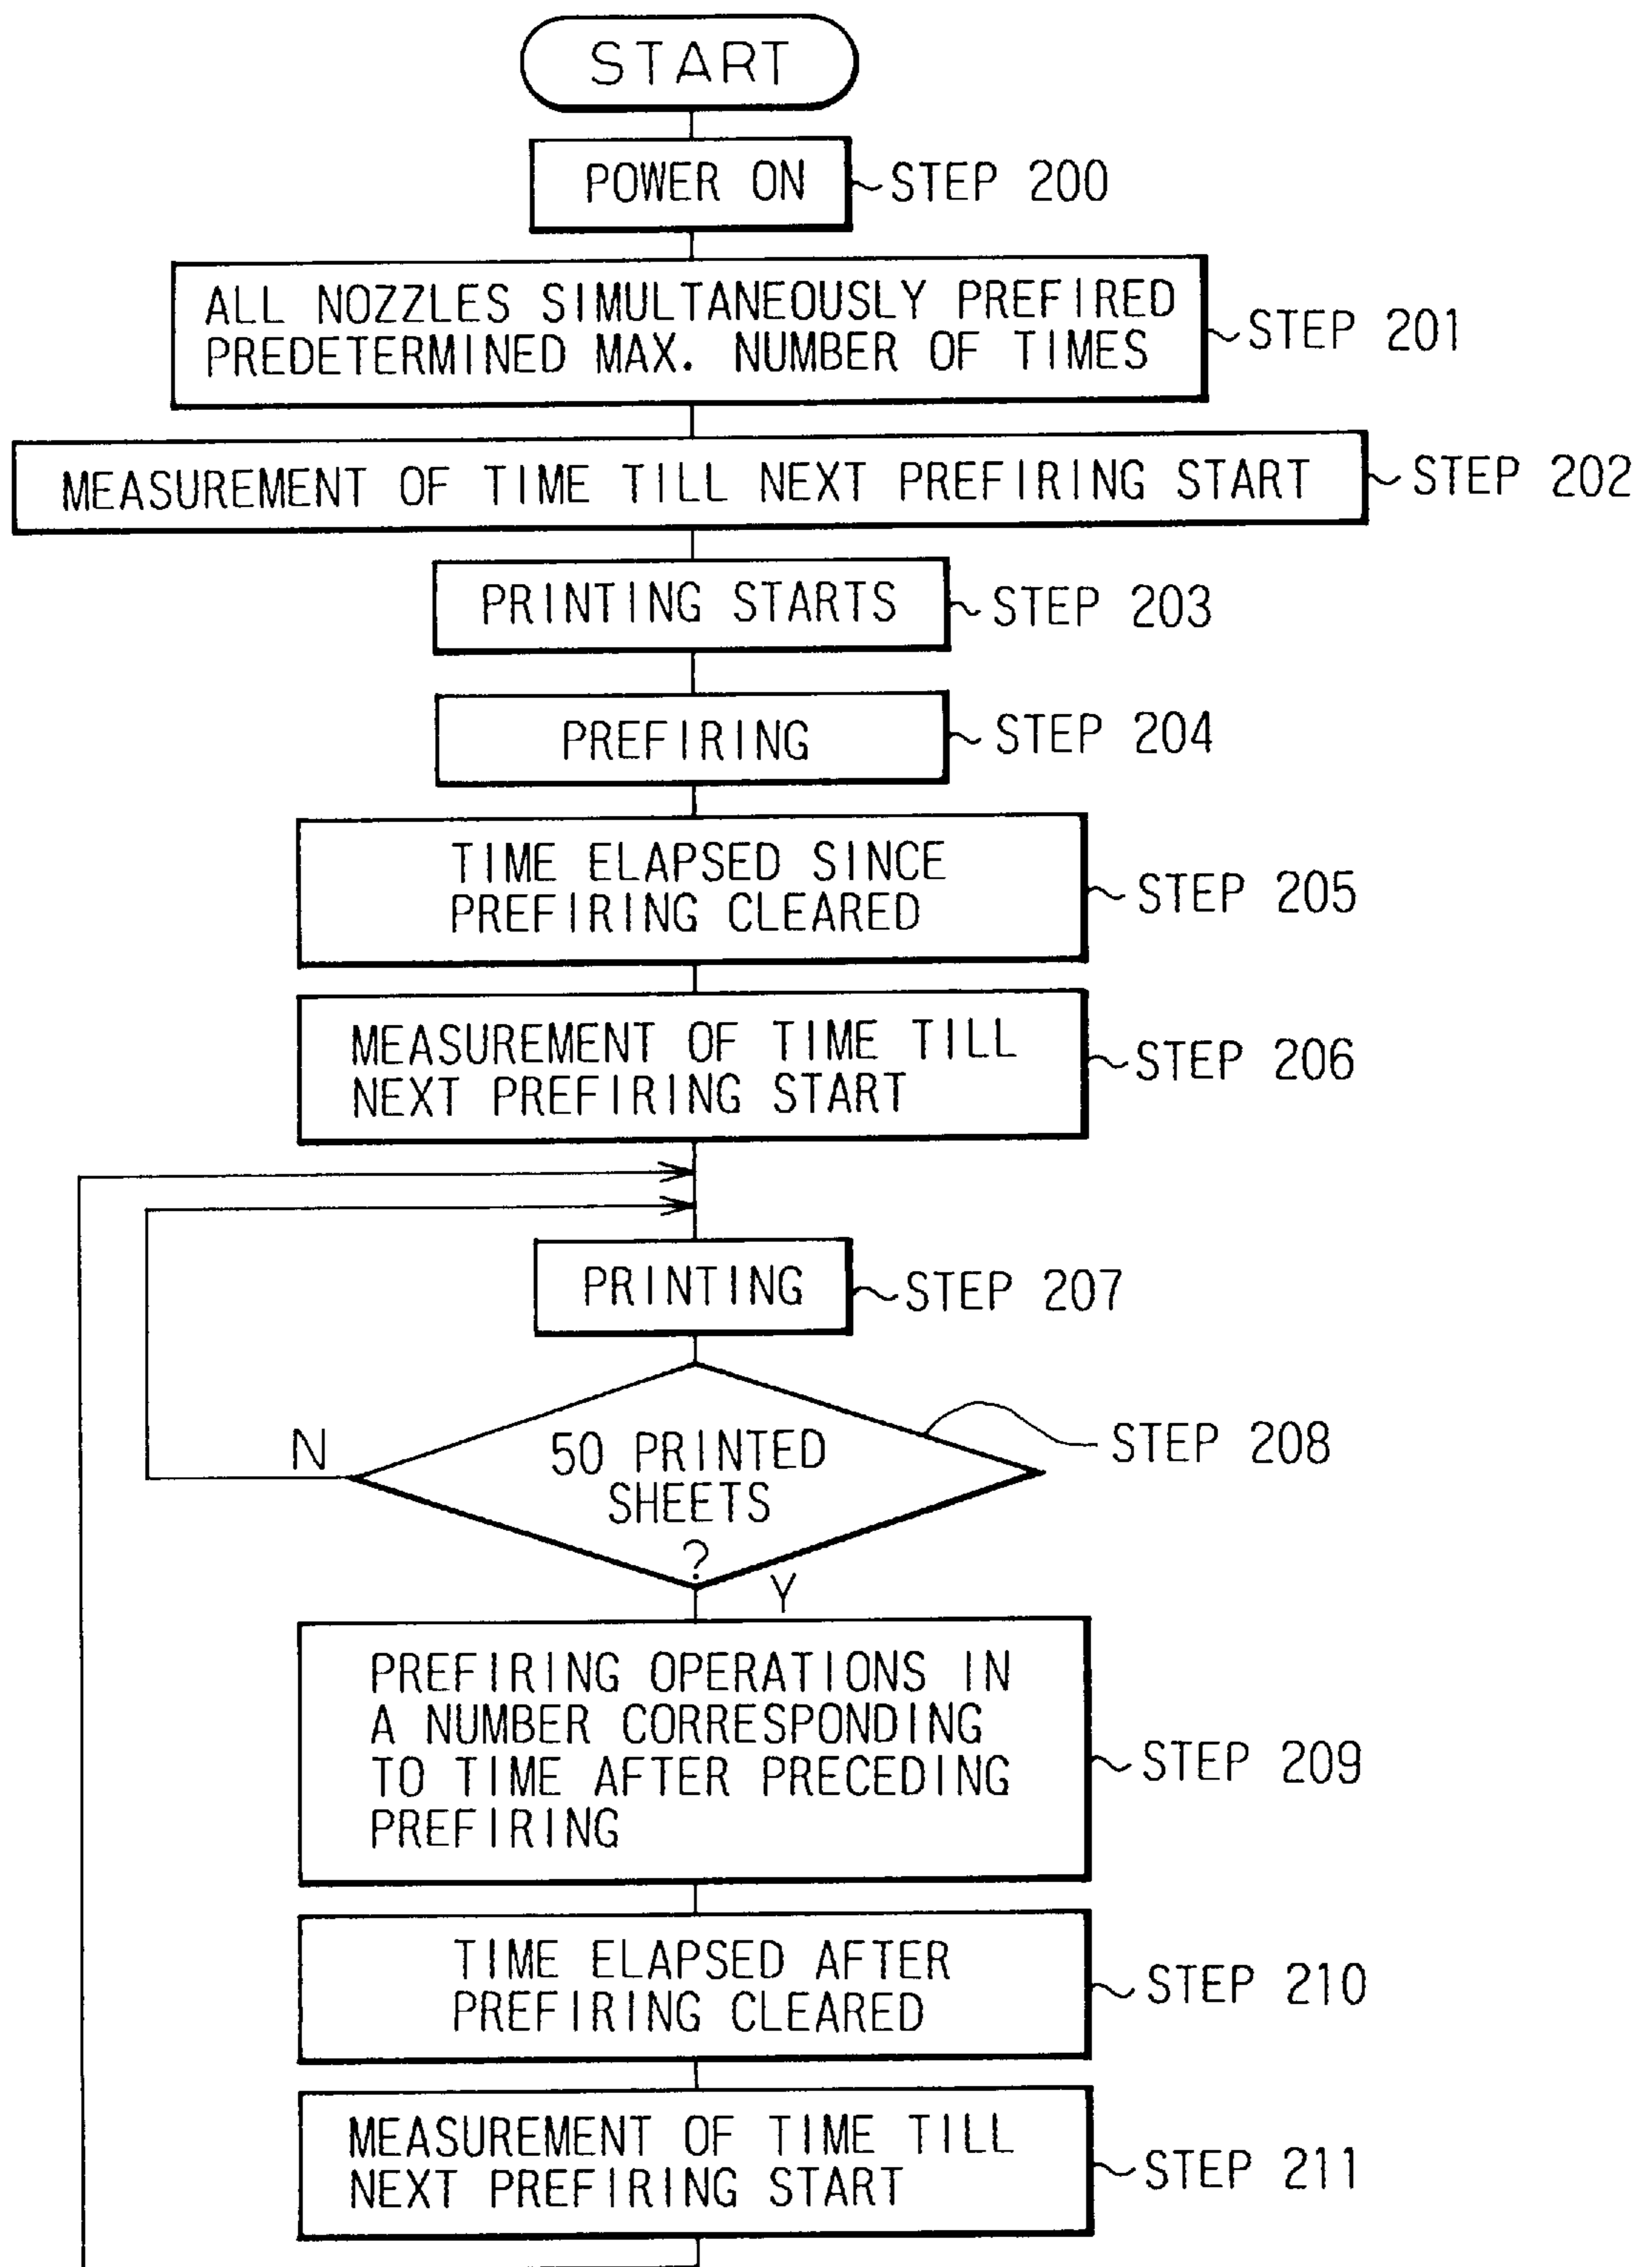 START
POWER ON
STEP 200
ALL NOZZLES SIMULTANEOUSLY PREFIRED
PREDETERMINED MAX. NUMBER OF TIMES
STEP 201
MEASUREMENT OF TIME TILL NEXT PREFIRING START
STEP 202
PRINTING STARTS
STEP 203
PREFIRING
STEP 204
TIME ELAPSED SINCE
PREFIRING CLEARED
STEP 205
MEASUREMENT OF TIME TILL
NEXT PREFIRING START
STEP 206
PRINTING
STEP 207
N
50 PRINTED
SHEETS
?
STEP 208
Y
PREFIRING OPERATIONS IN
A NUMBER CORRESPONDING
TO TIME AFTER PRECEDING
PREFIRING
STEP 209
TIME ELAPSED AFTER
PREFIRING CLEARED
STEP 210
MEASUREMENT OF TIME TILL
NEXT PREFIRING START
STEP 211